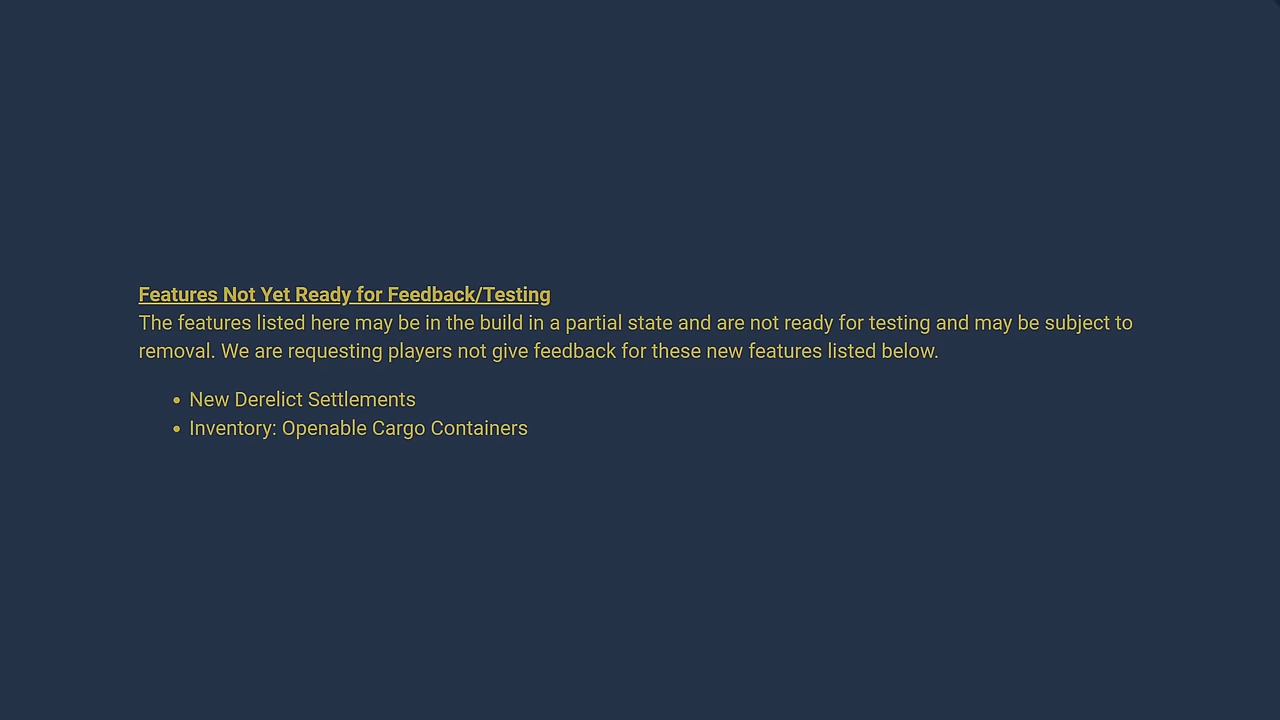 Features Not Yet Ready for Feedback/Testing
The features listed here may be in the build in a partial state and are not ready for testing and may be subject to
removal. We are requesting players not give feedback for these new features listed below.
• New Derelict Settlements
• Inventory: Openable Cargo Containers